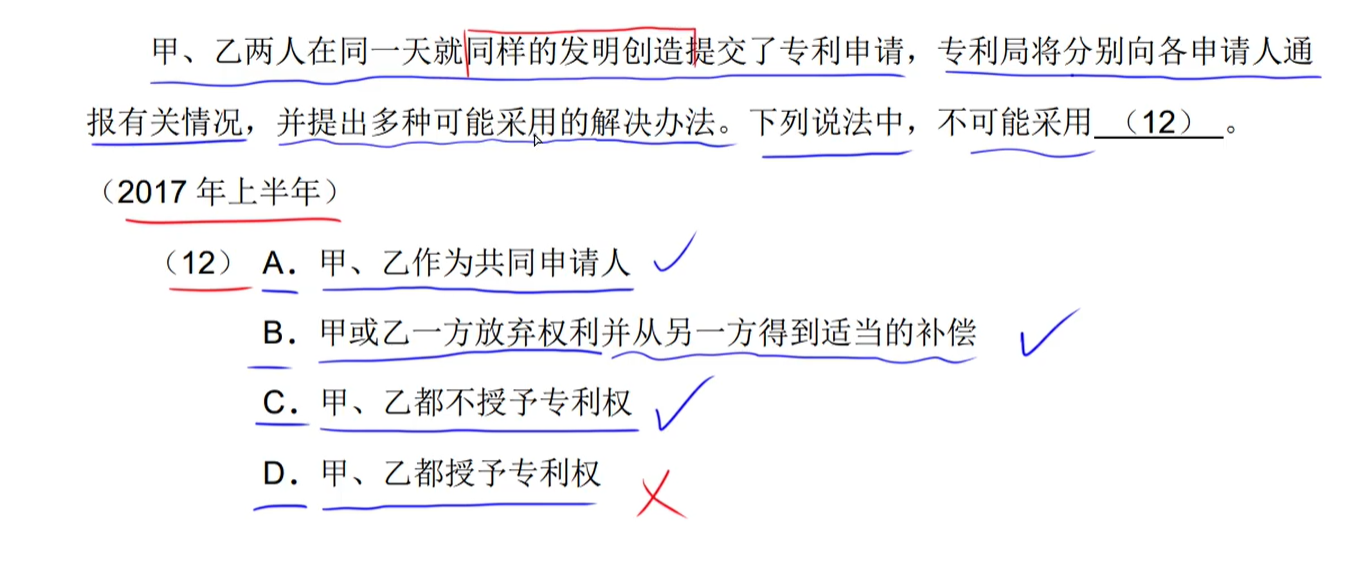 甲、乙两人在同一天就同样的发明创造提交了专利申请，专利局将分别向各申请人通
报有关情况，并提出多种可能采用的解决办法。下列说法中，不可能采用（12）。
（2017年上半年）
（12） A． 甲、乙作为共同申请人
B． 甲或乙一方放弃权利并从另一方得到适当的补偿
C． 甲、乙都不授予专利权
D． 甲、乙都授予专利权